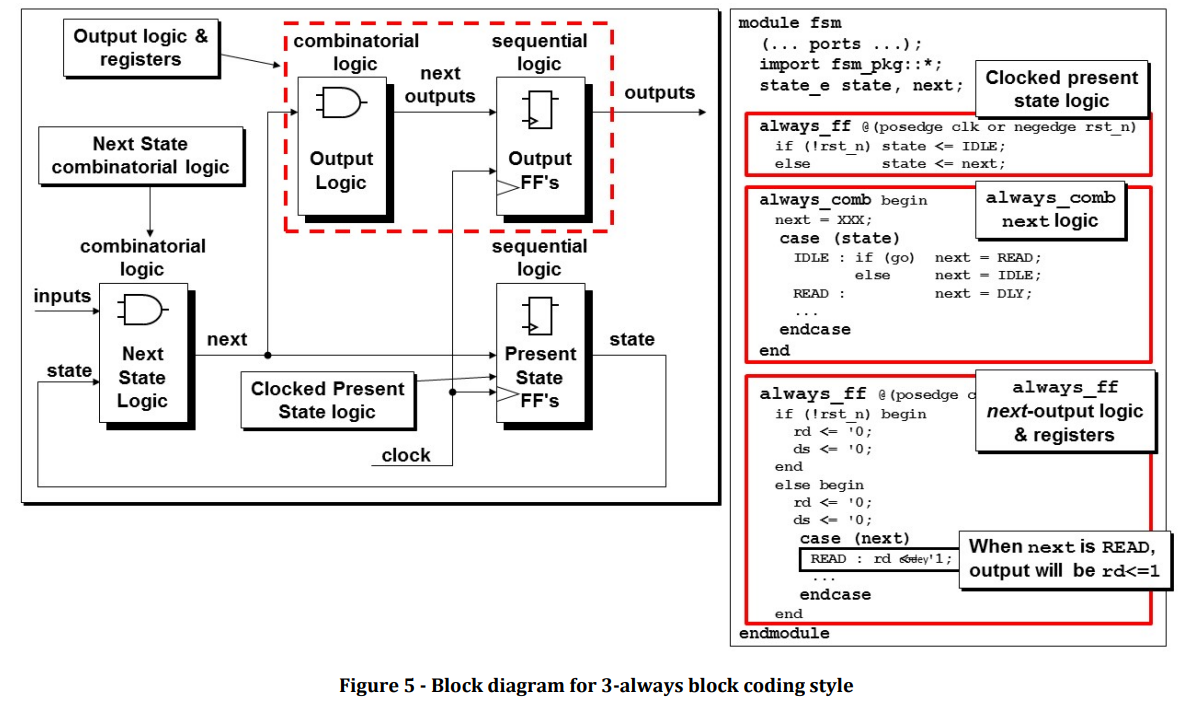 Output logic &
registers
combinatorial
logic
sequential
logic
next
outputs
outputs
Output
Logic
Output
FF's
Next State
combinatorial logic
combinatorial
logic
sequential
logic
inputs
state
Next
State
Logic
next
Present
State
FF's
state
Clocked Present
State logic
clock
module fsm
(... ports ...);
import fsm_pkg::*;
state_e state, next;
Clocked present
state logic
always_ff @(posedge clk or negedge rst_n)
if (!rst_n) state <= IDLE;
else state <= next;
always_comb begin
next = XXX;
case (state)
IDLE : if (go) next = READ;
else next = IDLE;
READ : next = DLY;
...
endcase
end
always_comb
next logic
always_ff @(posedge c
if (!rst_n) begin
rd <= '0;
ds <= '0;
end
else begin
rd <= '0;
ds <= '0;
case (next)
READ : rd '1;
...
endcase
end
endmodule
always_ff
next-output logic
& registers
When next is READ,
output will be rd<=1
Figure 5 - Block diagram for 3-always block coding style